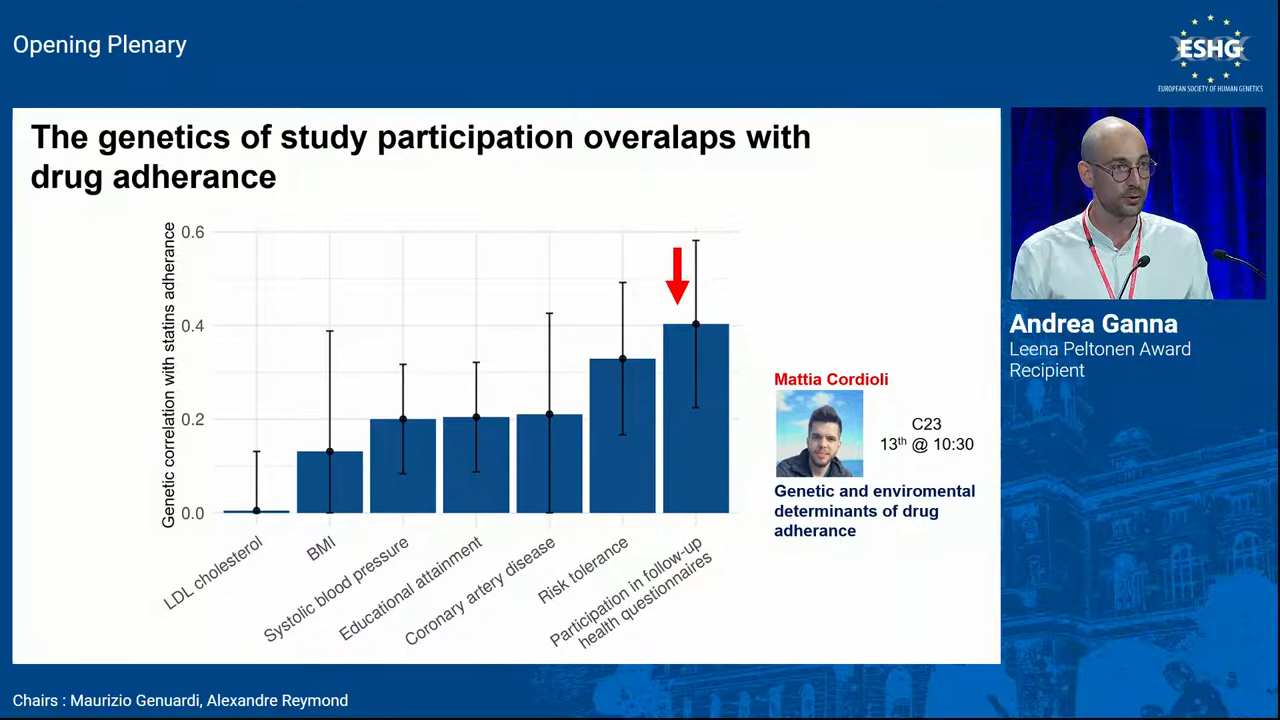 Opening Plenary
ESHG
EUROPEAN SOCIETY OF HUMAN GENETICS
The genetics of study participation overalaps with
drug adherance
Genetic correlation with statins adherance
0.6
0.4
0.2
0.0
LDL cholesterol
BMI
Systolic blood pressure
Educational attainment
Coronary artery disease
Risk tolerance
Participation in follow-up
health questionnaires
Mattia Cordioli
C23
13th @ 10:30
Genetic and enviromental
determinants of drug
adherance
Andrea Ganna
Leena Peltonen Award
Recipient
Chairs : Maurizio Genuardi, Alexandre Reymond